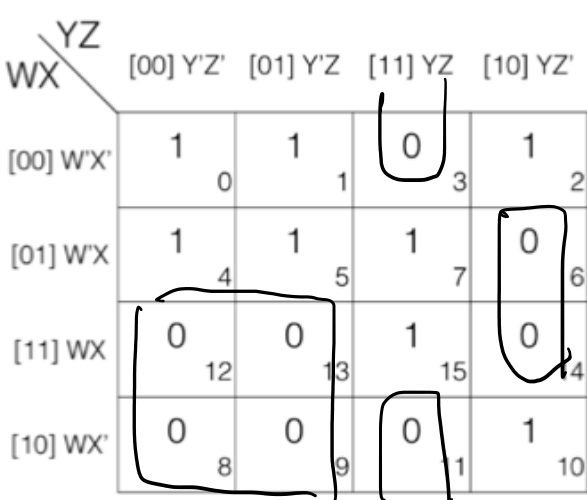 YZ
WX
[00] Y'Z' [01] Y'Z [11] YZ [10] YZ'
[00] W'X' 1 1 0 1
0 1 3 2
[01] W'X 1 1 1 0
4 5 7 6
[11] WX 0 0 1 0
12 13 15 14
[10] WX' 0 0 0 1
8 9 11 10